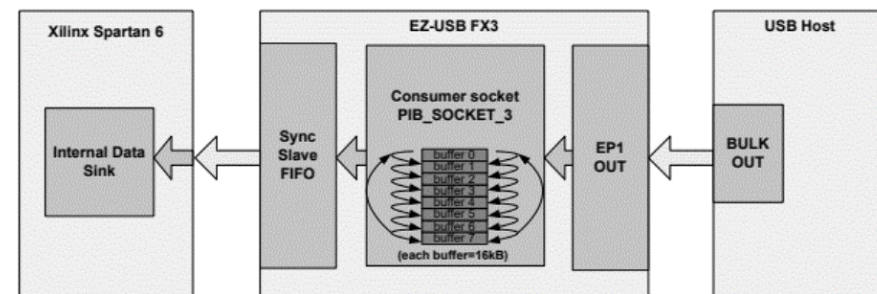 Xilinx Spartan 6
Internal Data
Sink
EZ-USB FX3
Sync
Slave
FIFO
Consumer socket
PIB_SOCKET_3
buffer 0
buffer 1
buffer 2
buffer 3
buffer 4
buffer 5
buffer 6
buffer 7
(each buffer=16kB)
EP1
OUT
USB Host
BULK
OUT